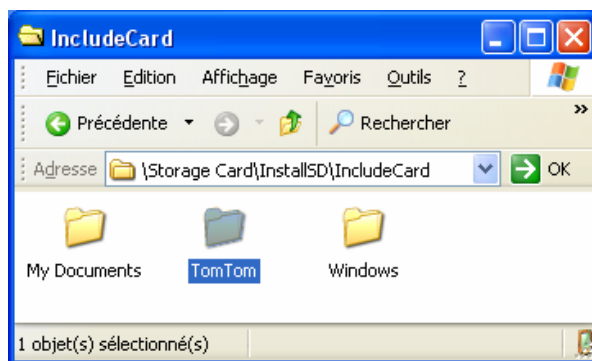 IncludeCard
Fichier Edition Affichage Favoris Outils ?
Précédente Rechercher »
Adresse \Storage Card\InstallSD\IncludeCard OK
My Documents TomTom Windows
1 objet(s) sélectionné(s)